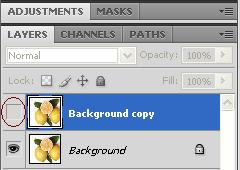 ADJUSTMENTS MASKS
LAYERS CHANNELS PATHS
Normal Opacity: 100%
Lock: Fill: 100%
Background copy
Background